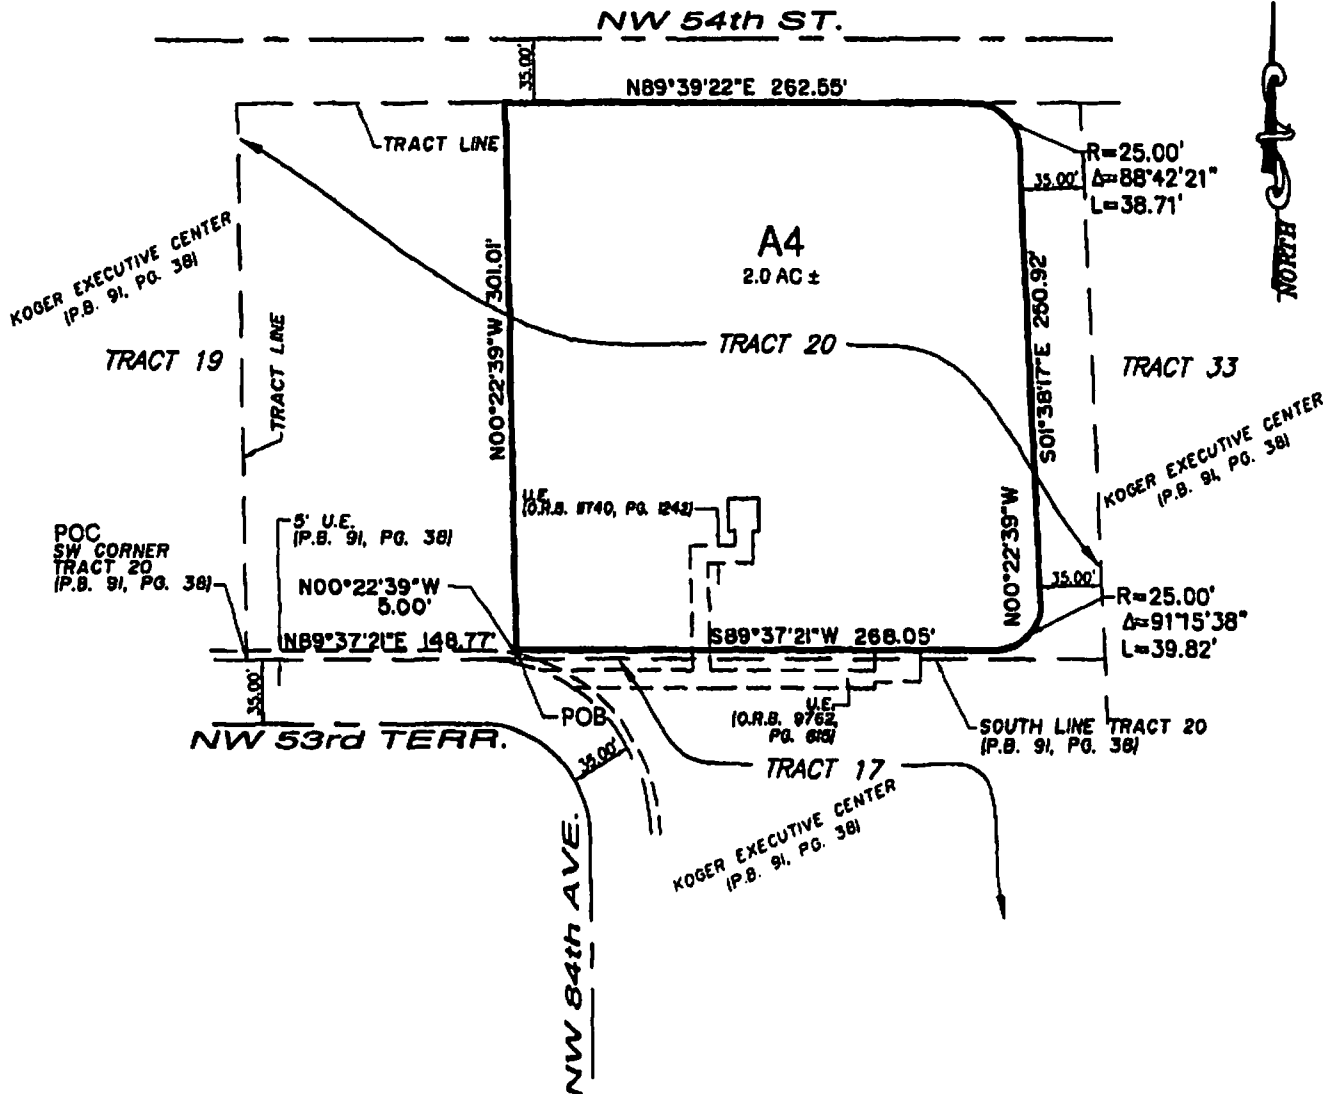 NW 54th ST.
35.00'
N89°39'22"E 262.55'
TRACT LINE
R=25.00'
Δ=88°42'21"
L=38.71'
35.00'
NORTH
A4
2.0 AC ±
KOGER EXECUTIVE CENTER
(P.B. 91, PG. 38)
N00°22'39"W 301.01'
S01°38'17"E 250.92'
TRACT 19
TRACT LINE
TRACT 20
TRACT 33
KOGER EXECUTIVE CENTER
(P.B. 91, PG. 38)
U.E.
(O.R.B. 9740, PG. 1242)
N00°22'39"W
5' U.E.
(P.B. 91, PG. 38)
POC
SW CORNER
TRACT 20
(P.B. 91, PG. 38)
N00°22'39"W
5.00'
35.00'
R=25.00'
Δ=91°15'38"
L=39.82'
N89°37'21"E 148.77'
S89°37'21"W 268.05'
35.00'
NW 53rd TERR.
POB
U.E.
(O.R.B. 9762,
PG. 615)
SOUTH LINE TRACT 20
(P.B. 91, PG. 38)
35.00'
TRACT 17
KOGER EXECUTIVE CENTER
(P.B. 91, PG. 38)
NW 84th AVE.